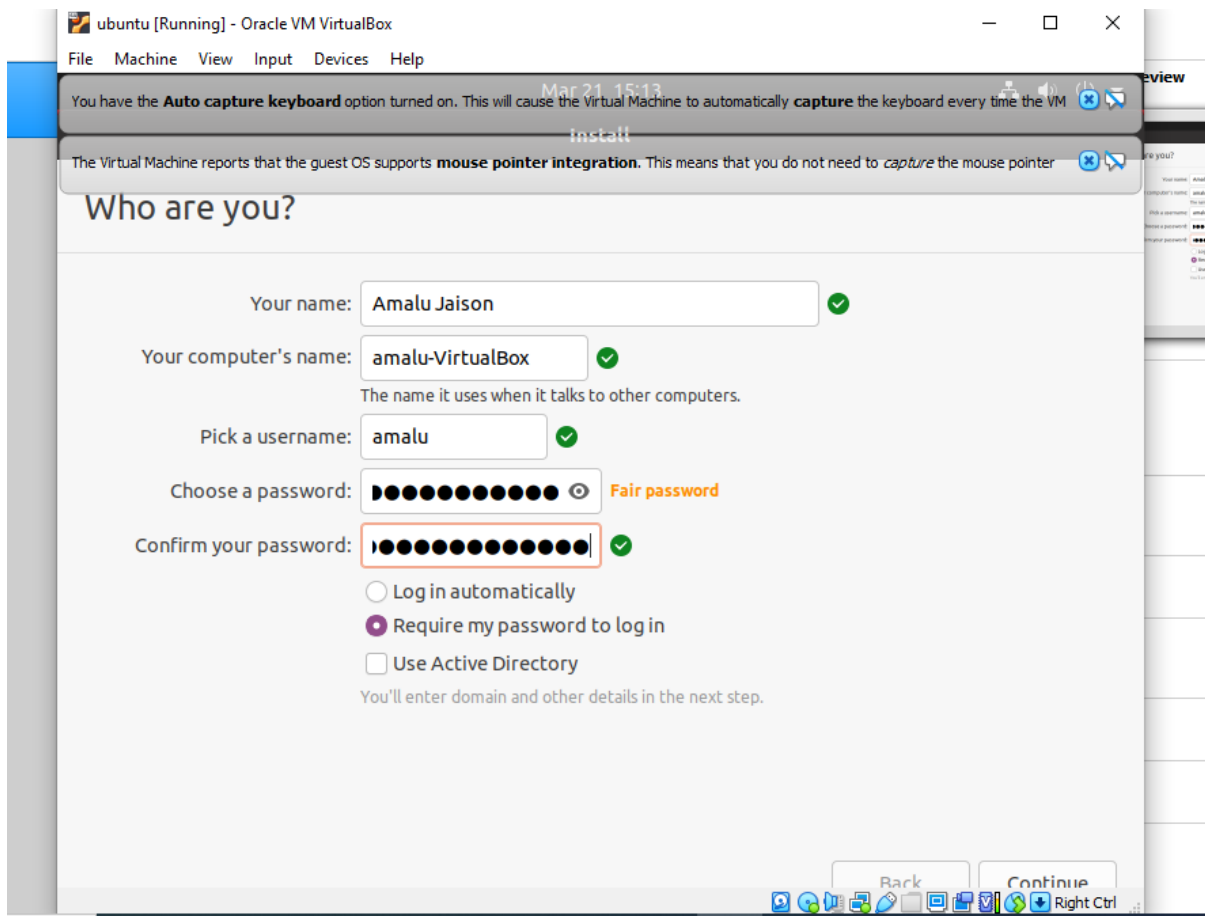 ubuntu [Running] - Oracle VM VirtualBox
File Machine View Input Devices Help
eview
Mar 21 15:13
You have the Auto capture keyboard option turned on. This will cause the Virtual Machine to automatically capture the keyboard every time the VM
Install
The Virtual Machine reports that the guest OS supports mouse pointer integration. This means that you do not need to capture the mouse pointer
re you?
Who are you?
Your name: Amalu Jaison
Your computer's name: amalu-VirtualBox
The name it uses when it talks to other computers.
Pick a username: amalu
Choose a password: Fair password
Confirm your password:
Log in automatically
Require my password to log in
Use Active Directory
You'll enter domain and other details in the next step.
Back Continue
Right Ctrl